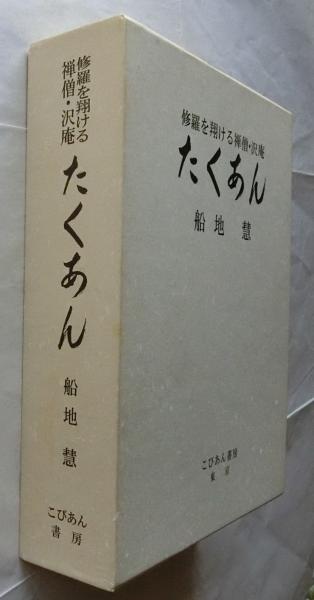 修羅を翔ける
禅僧・沢庵
たくあん
船地 慧
こぴあん
書房
修羅を翔ける禅僧・沢庵
たくあん
船地 慧
こぴあん書房
東京